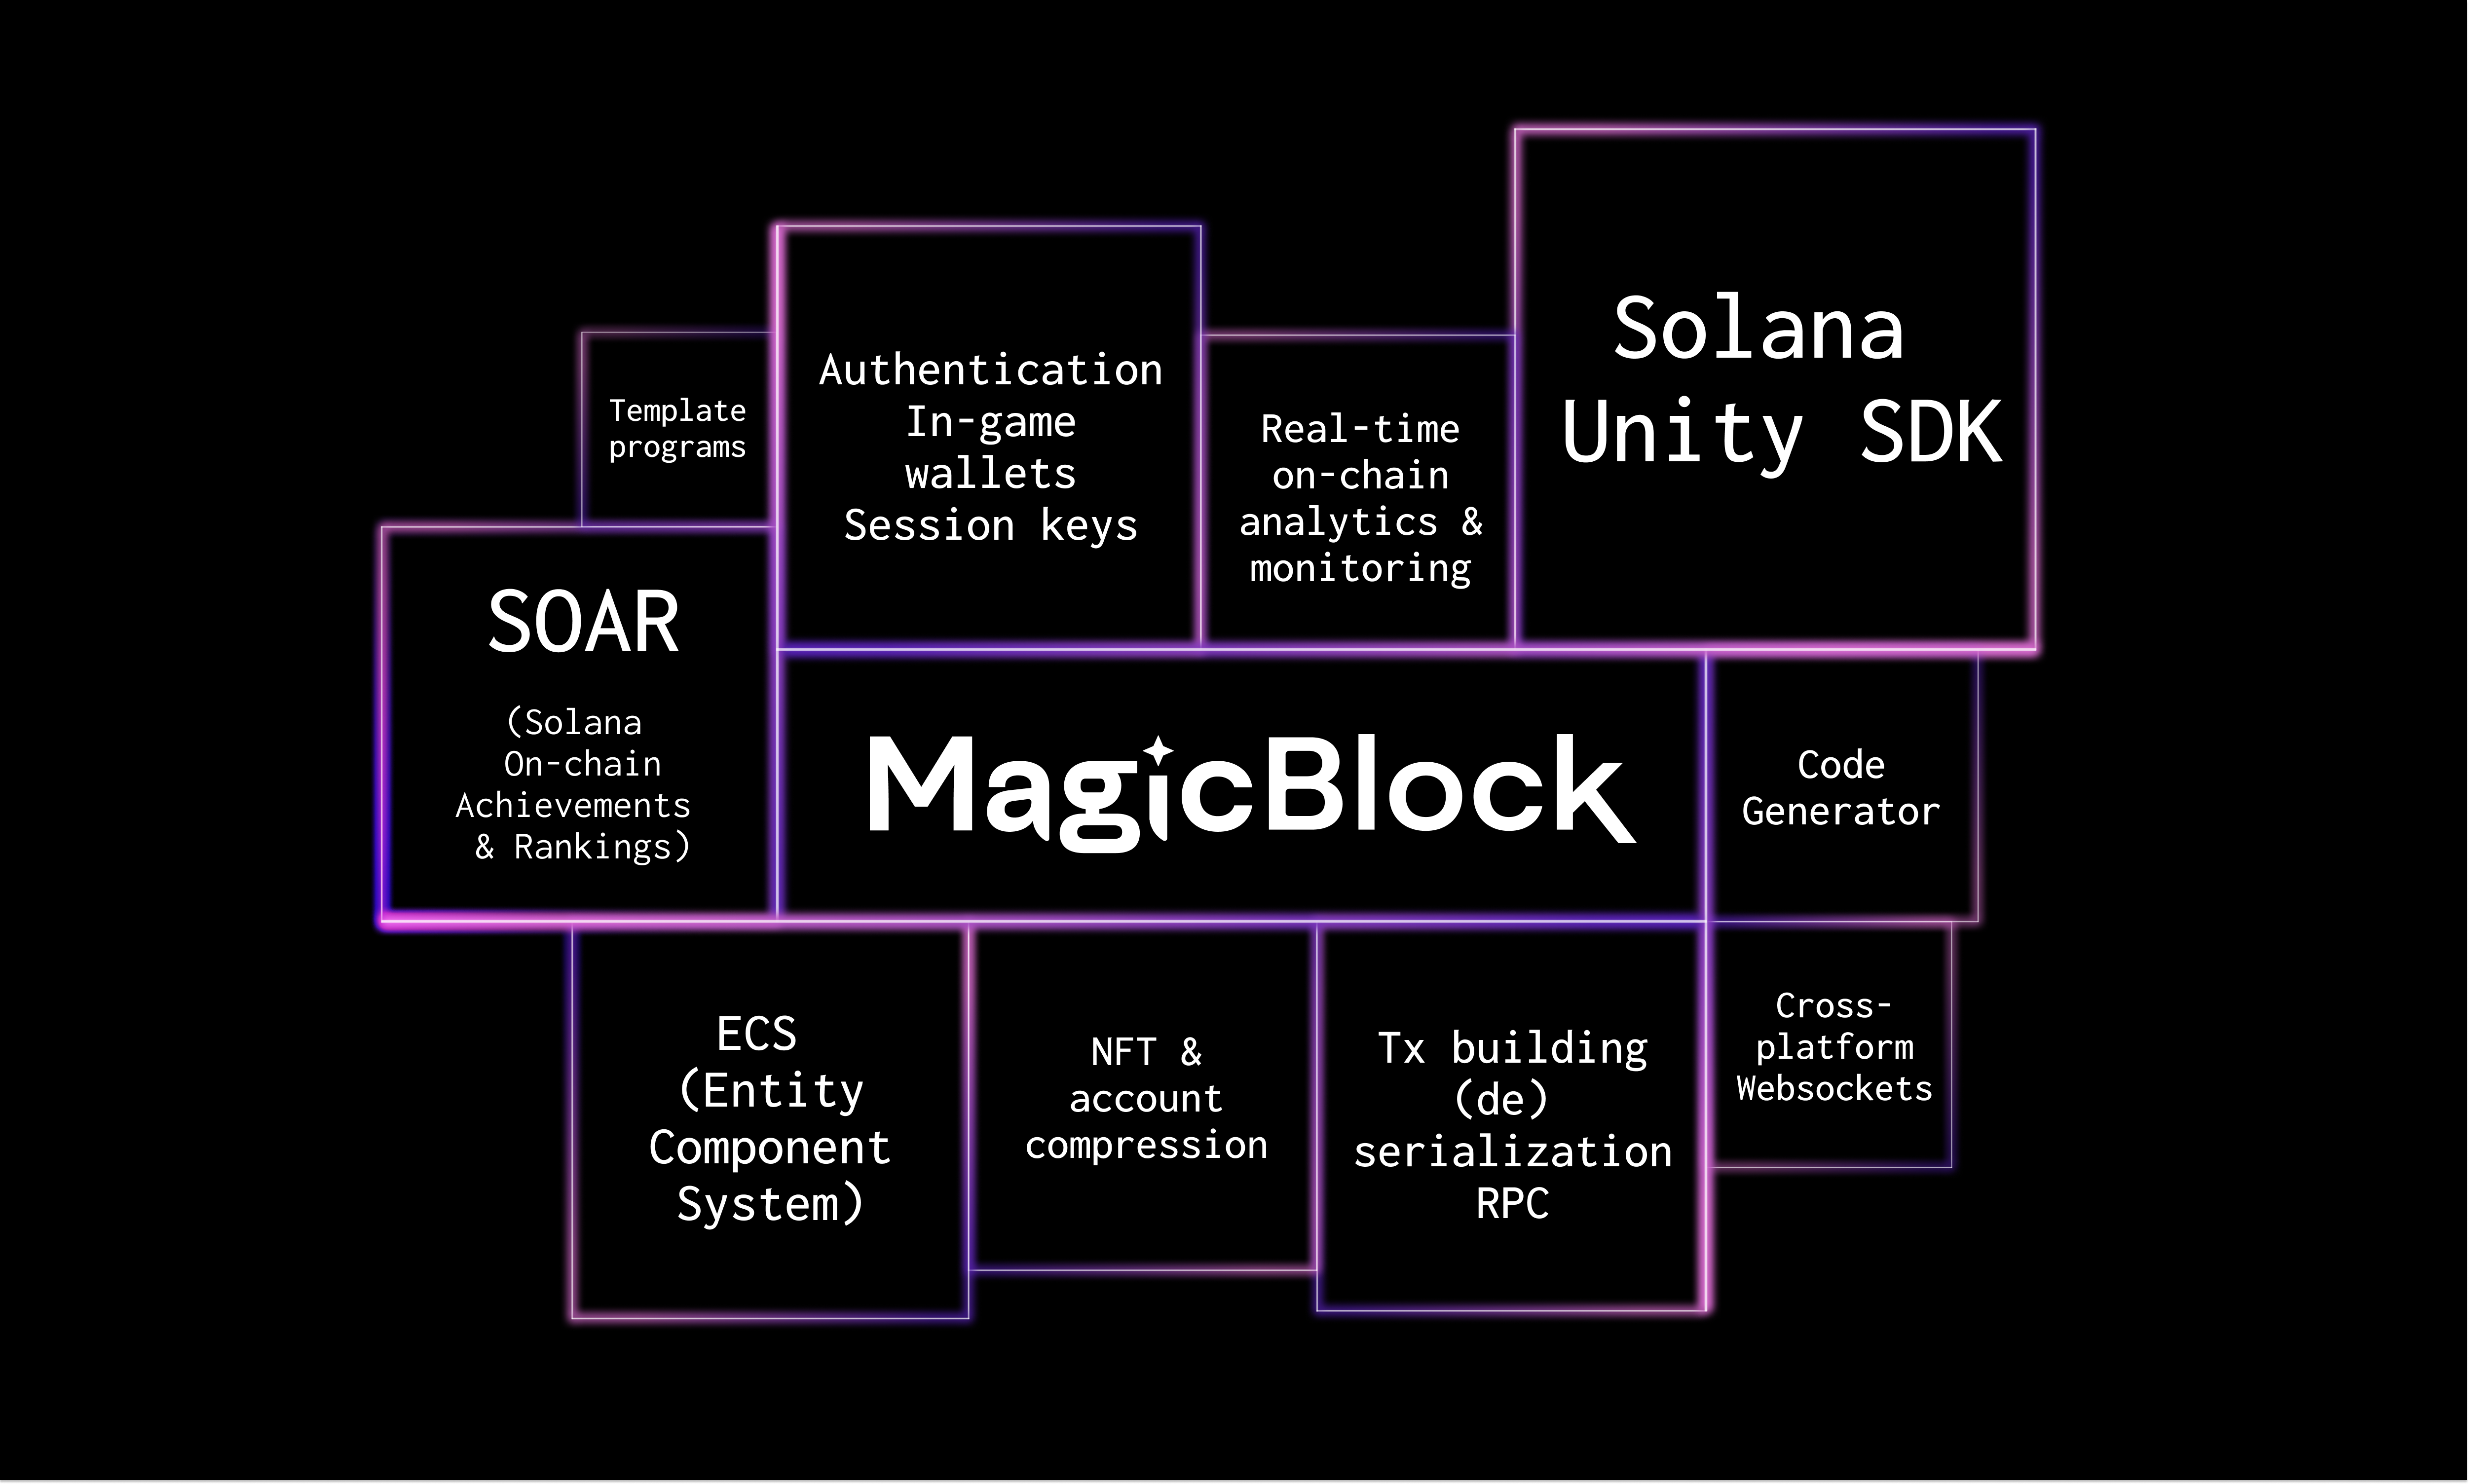 Template
programs
Authentication
In-game
wallets
Session keys
Real-time
on-chain
analytics &
monitoring
Solana
Unity SDK
SOAR
(Solana
On-chain
Achievements
& Rankings)
MagicBlock
Code
Generator
ECS
(Entity
Component
System)
NFT &
account
compression
Tx building
(de)
serialization
RPC
Cross-
platform
Websockets